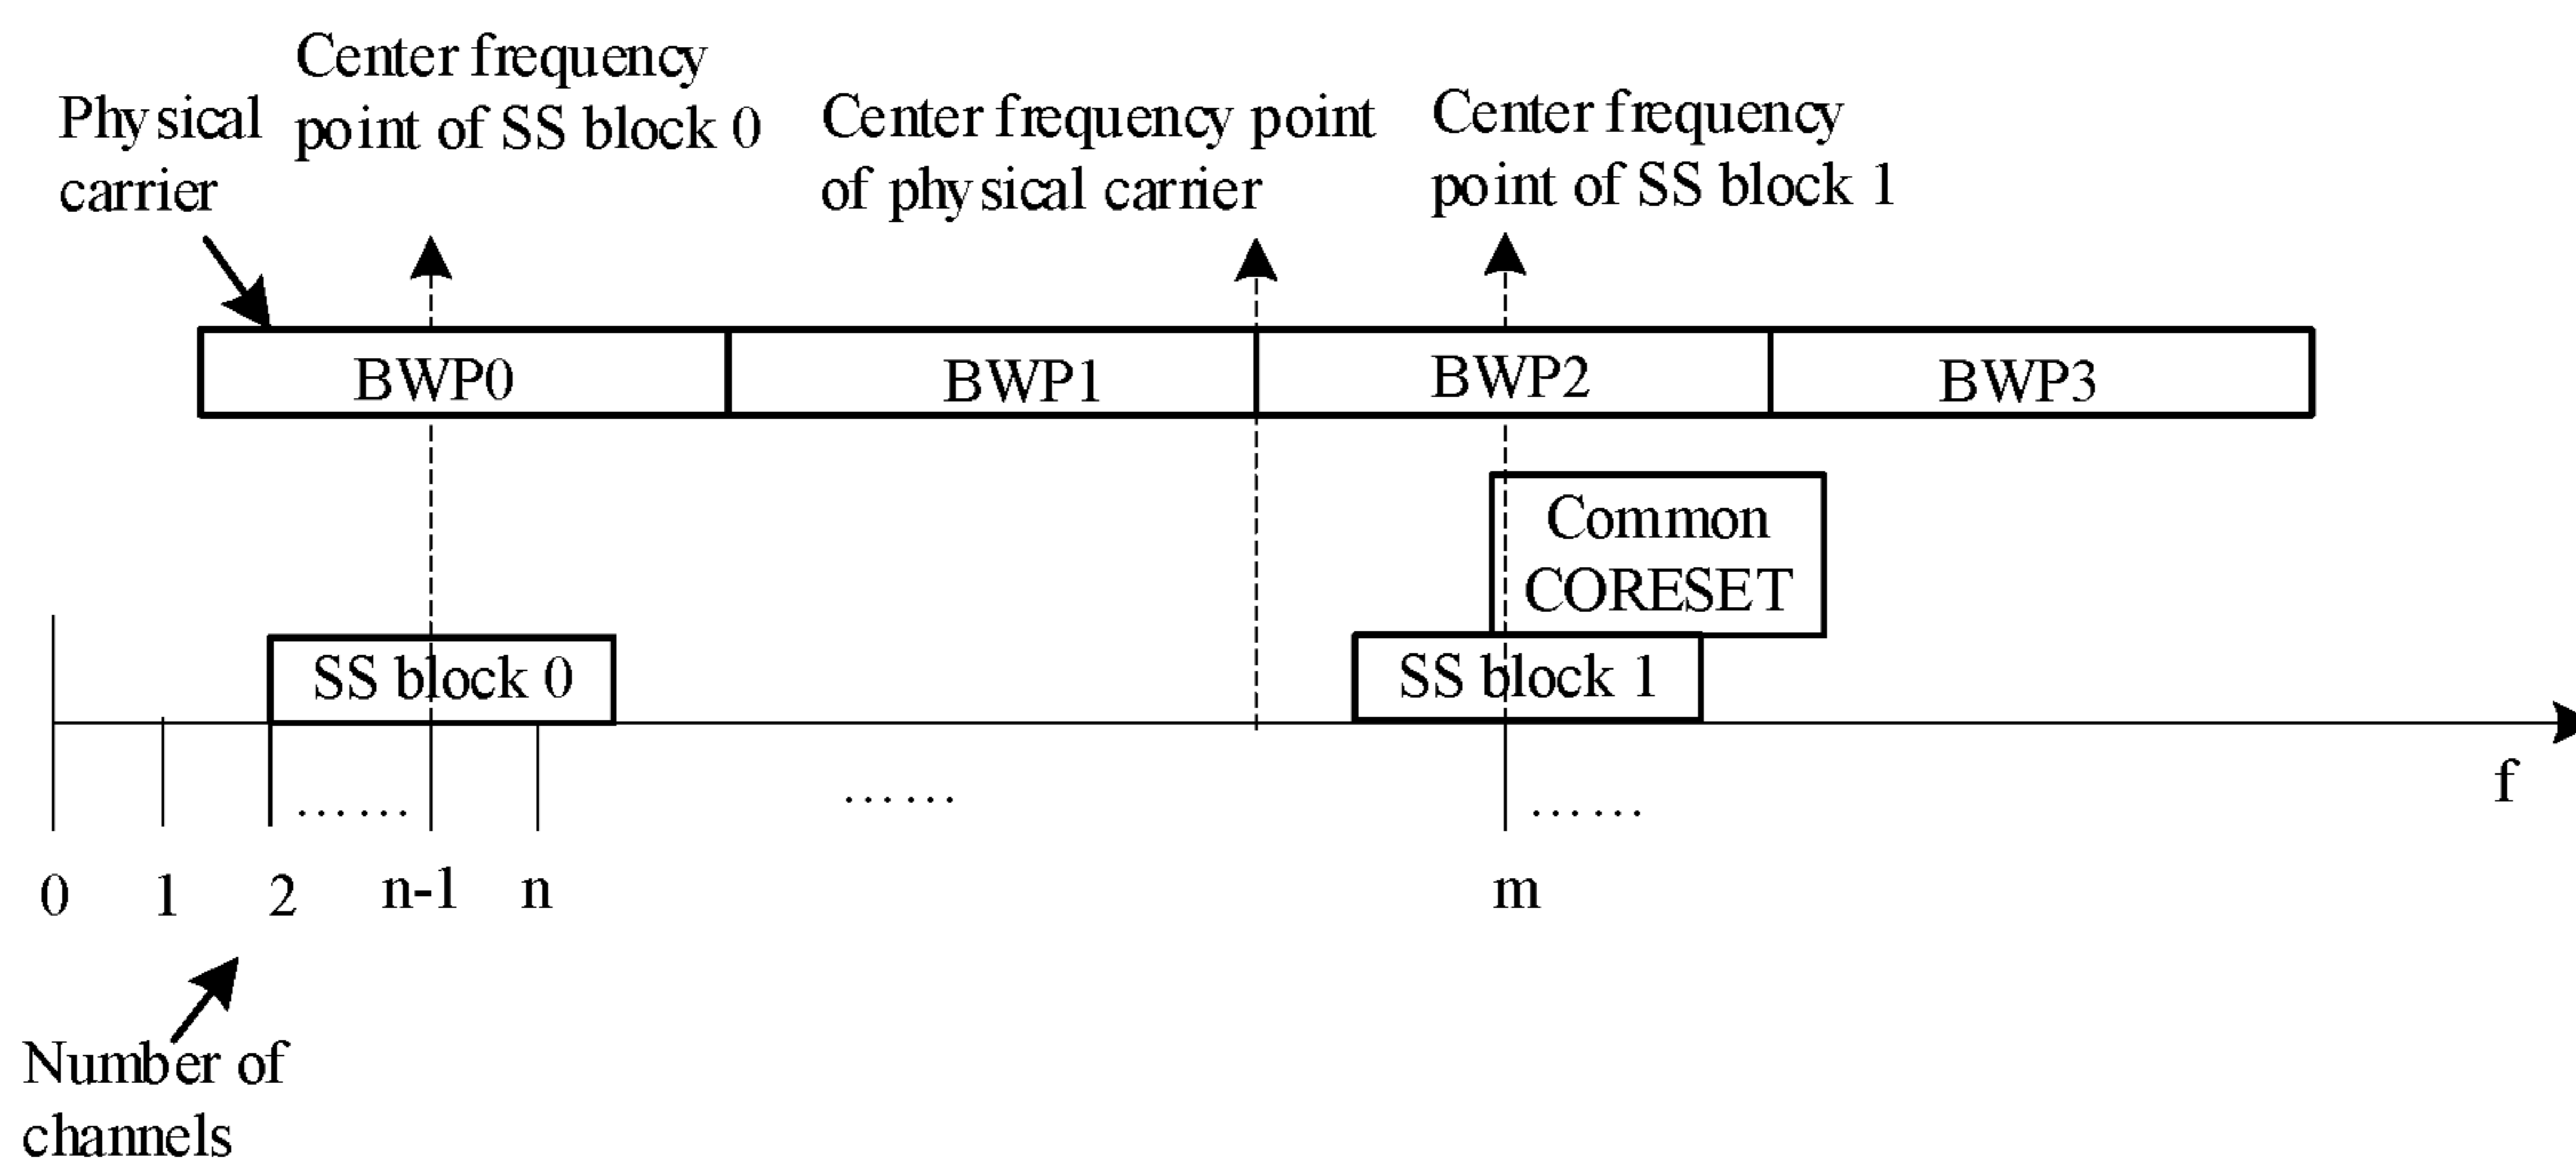 Physical
carrier
Center frequency
point of SS block 0
Center frequency point
of physical carrier
Center frequency
point of SS block 1
BWP0
BWP1
BWP2
BWP3
Common
CORESET
SS block 0
SS block 1
……
……
……
f
0
1
2
n-1
n
m
Number of
channels